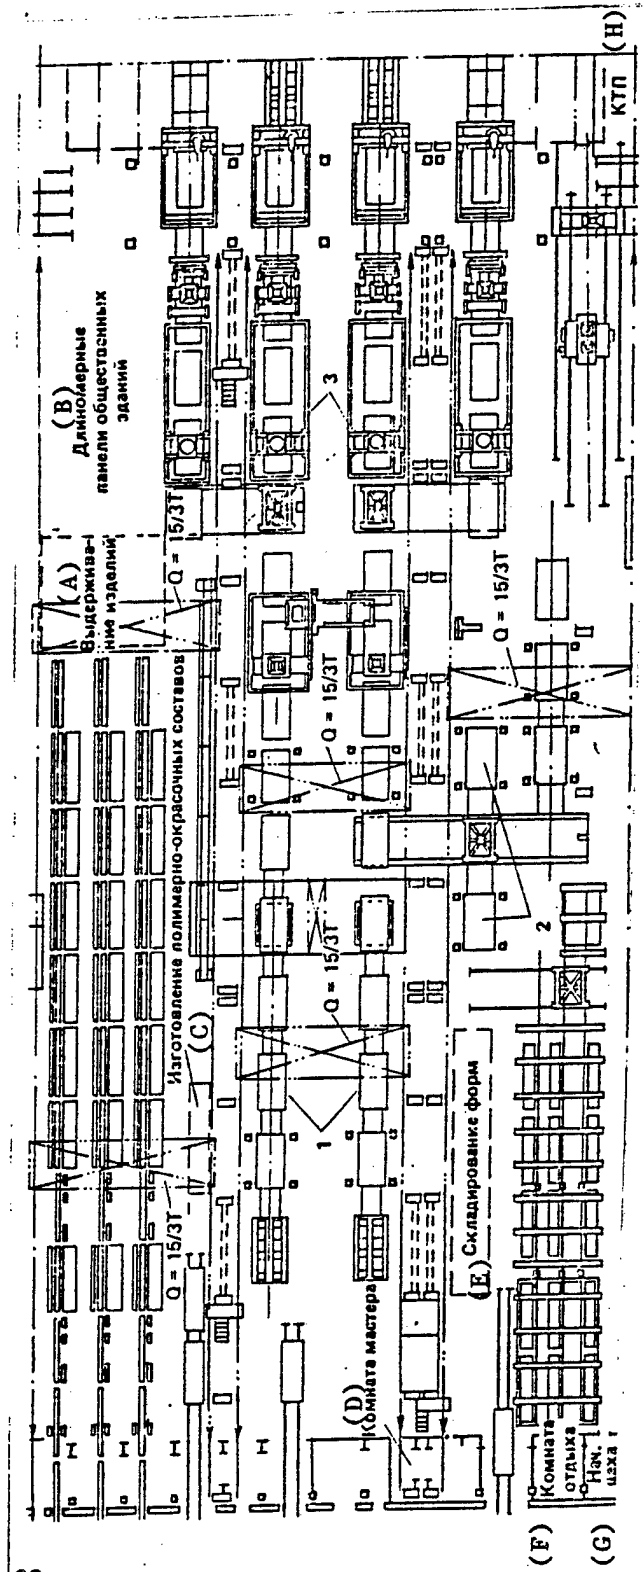 (A)
Выдержива-
ние изделий
(B)
Длиномерные
панели общественных
зданий
Q = 15/3Т
Изготовление полимерно-окрасочных составов
(C)
Q = 15/3Т
Q = 15/3Т
Q = 15/3Т
Q = 15/3Т
1
2
3
(D)
Комната мастера
(E) Складирование форм
(F) Комната
отдыха
(G) Нач.
цеха
КТП (H)